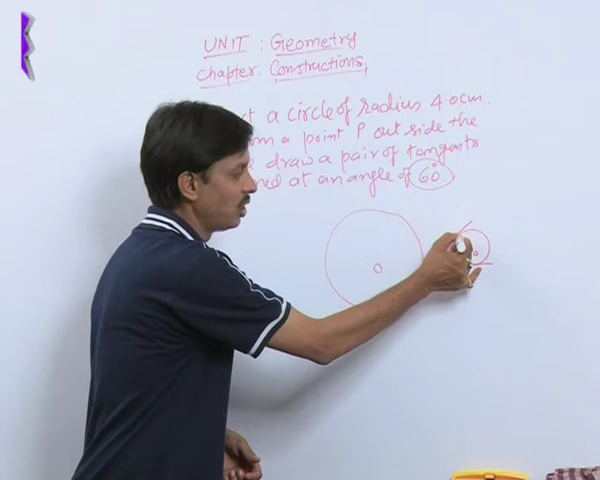 UNIT : Geometry
Chapter: Constructions,
a circle of radius 4.0cm.
a point P out side the
draw a pair of tangents
at an angle of 60°.